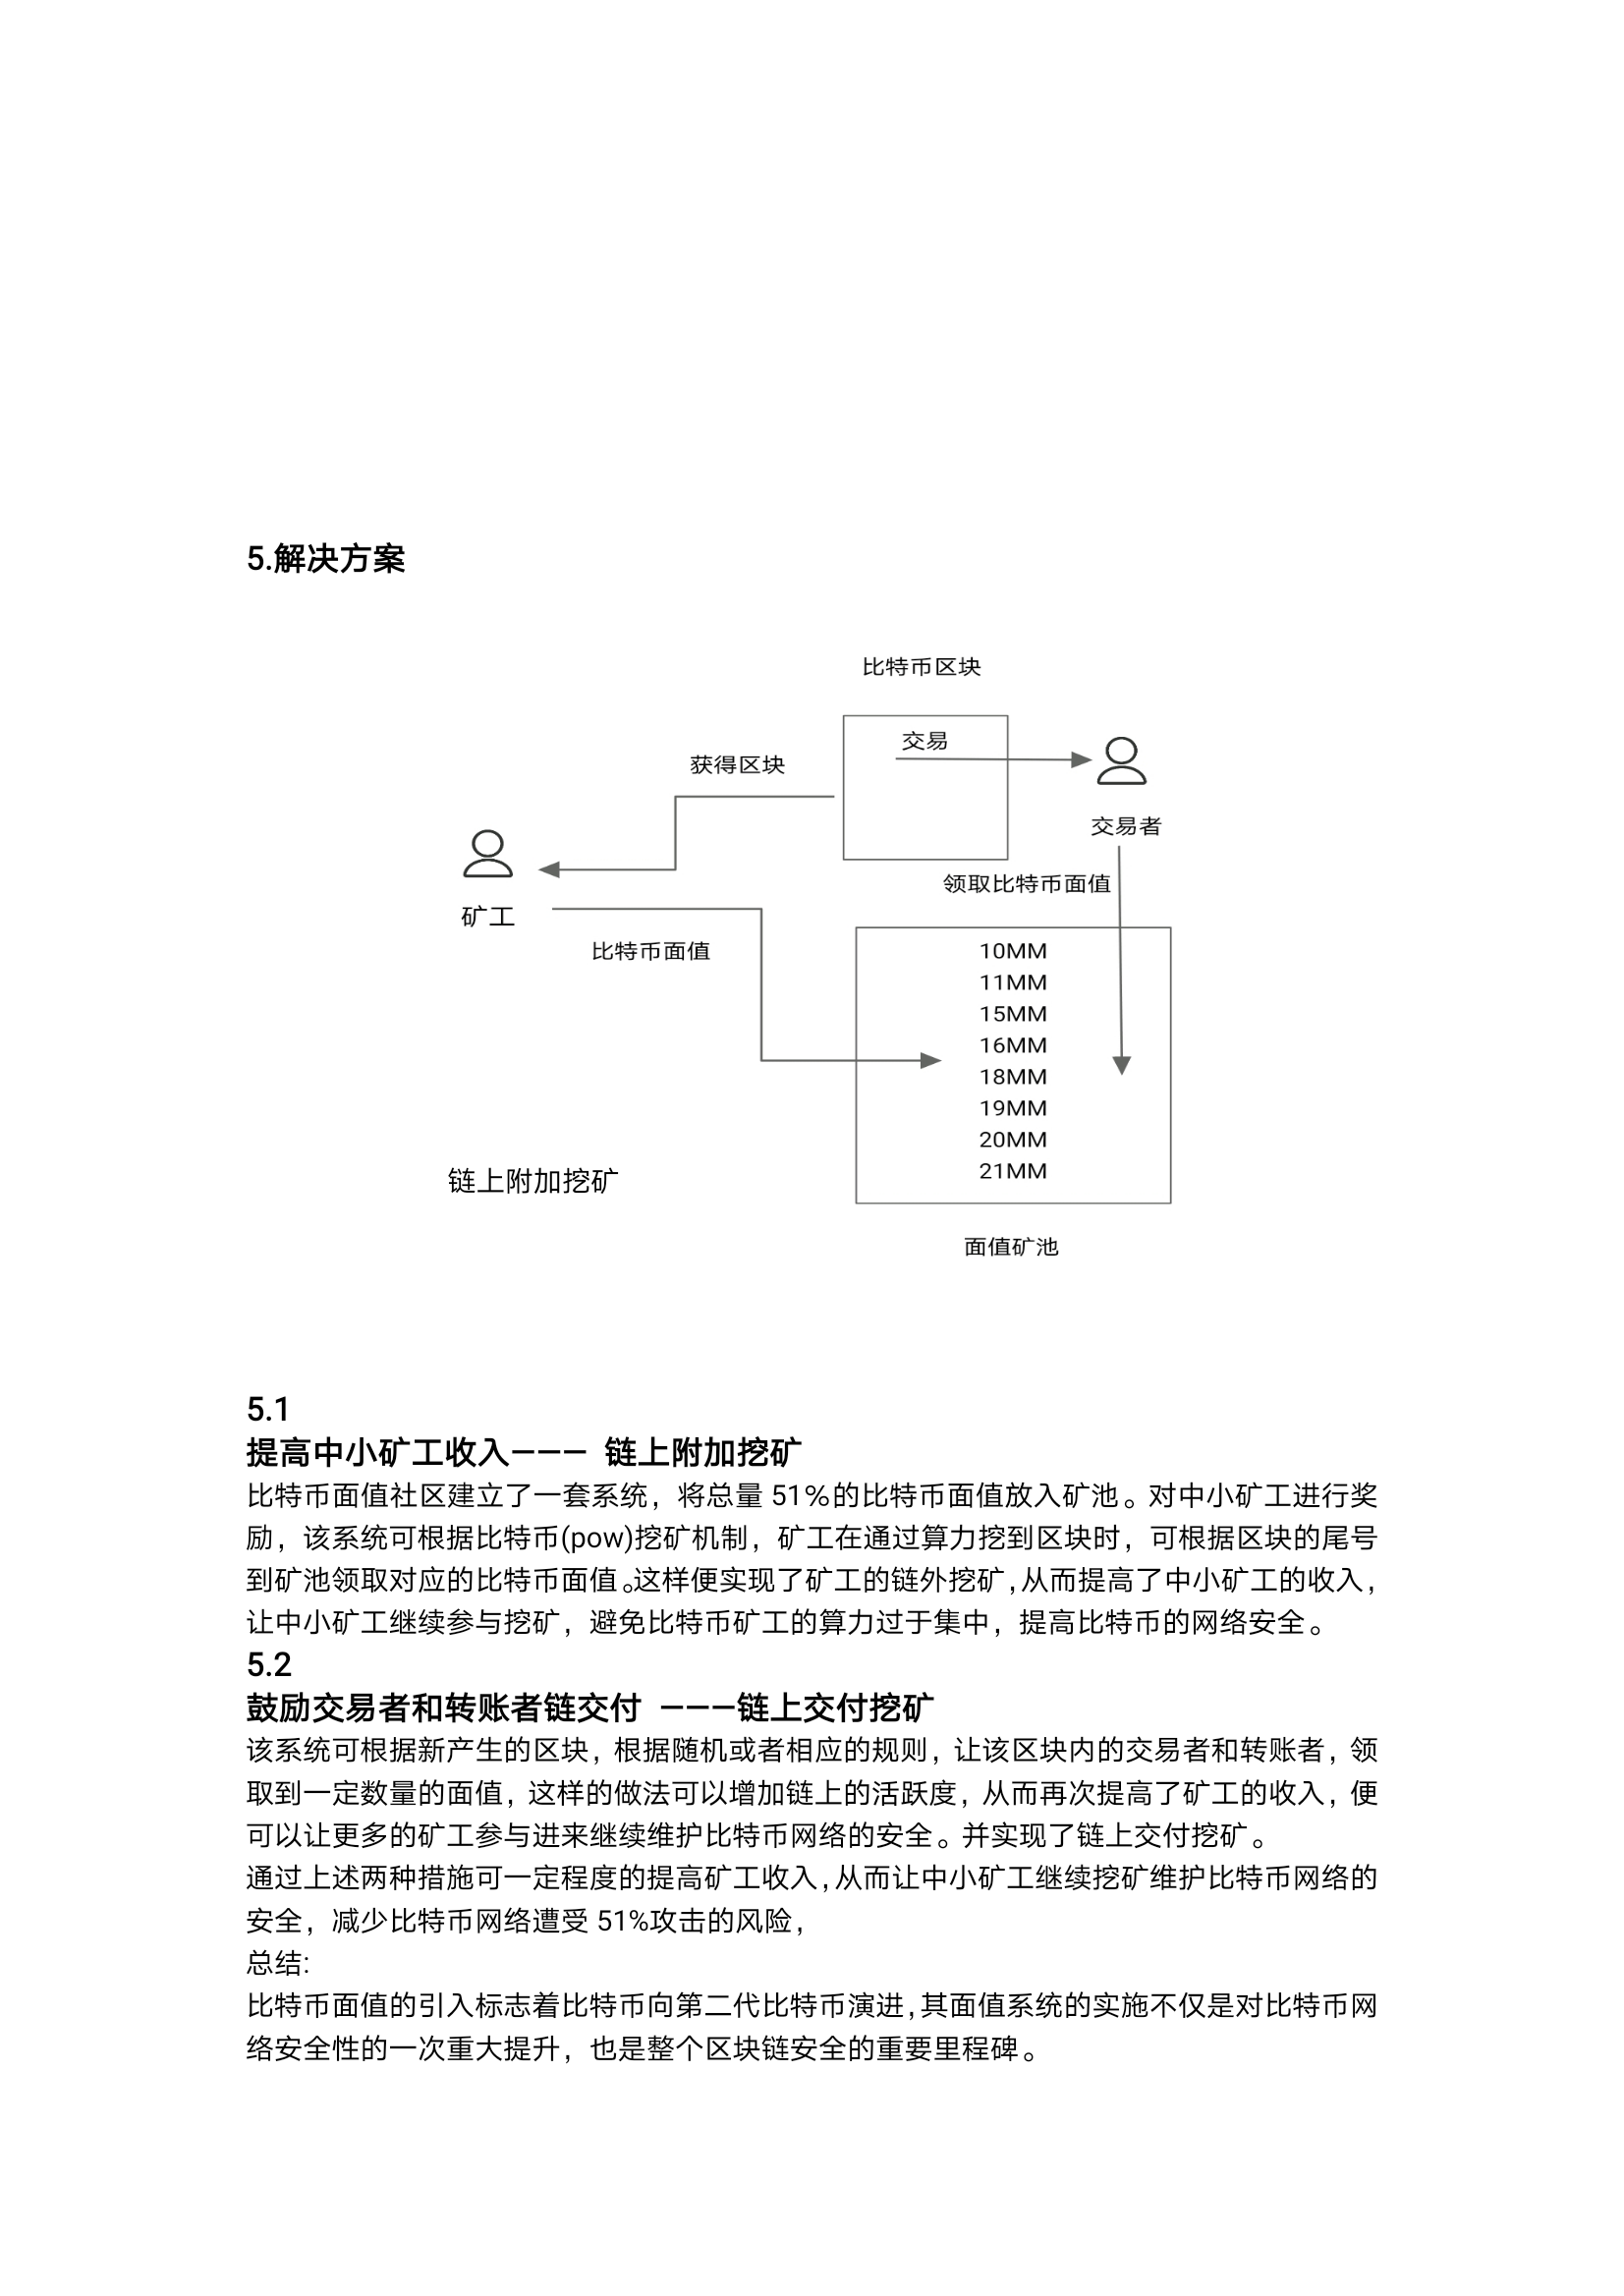 5.解决方案
比特币区块
交易
获得区块
交易者
领取比特币面值
矿工
比特币面值
10MM
11MM
15MM
16MM
18MM
19MM
20MM
21MM
链上附加挖矿
面值矿池
5.1
提高中小矿工收入——— 链上附加挖矿
比特币面值社区建立了一套系统，将总量 51%的比特币面值放入矿池。对中小矿工进行奖
励，该系统可根据比特币(pow)挖矿机制，矿工在通过算力挖到区块时，可根据区块的尾号
到矿池领取对应的比特币面值。这样便实现了矿工的链外挖矿，从而提高了中小矿工的收入，
让中小矿工继续参与挖矿，避免比特币矿工的算力过于集中，提高比特币的网络安全。
5.2
鼓励交易者和转账者链交付 ———链上交付挖矿
该系统可根据新产生的区块，根据随机或者相应的规则，让该区块内的交易者和转账者，领
取到一定数量的面值，这样的做法可以增加链上的活跃度，从而再次提高了矿工的收入，便
可以让更多的矿工参与进来继续维护比特币网络的安全。并实现了链上交付挖矿。
通过上述两种措施可一定程度的提高矿工收入，从而让中小矿工继续挖矿维护比特币网络的
安全，减少比特币网络遭受 51%攻击的风险，
总结:
比特币面值的引入标志着比特币向第二代比特币演进，其面值系统的实施不仅是对比特币网
络安全性的一次重大提升，也是整个区块链安全的重要里程碑。